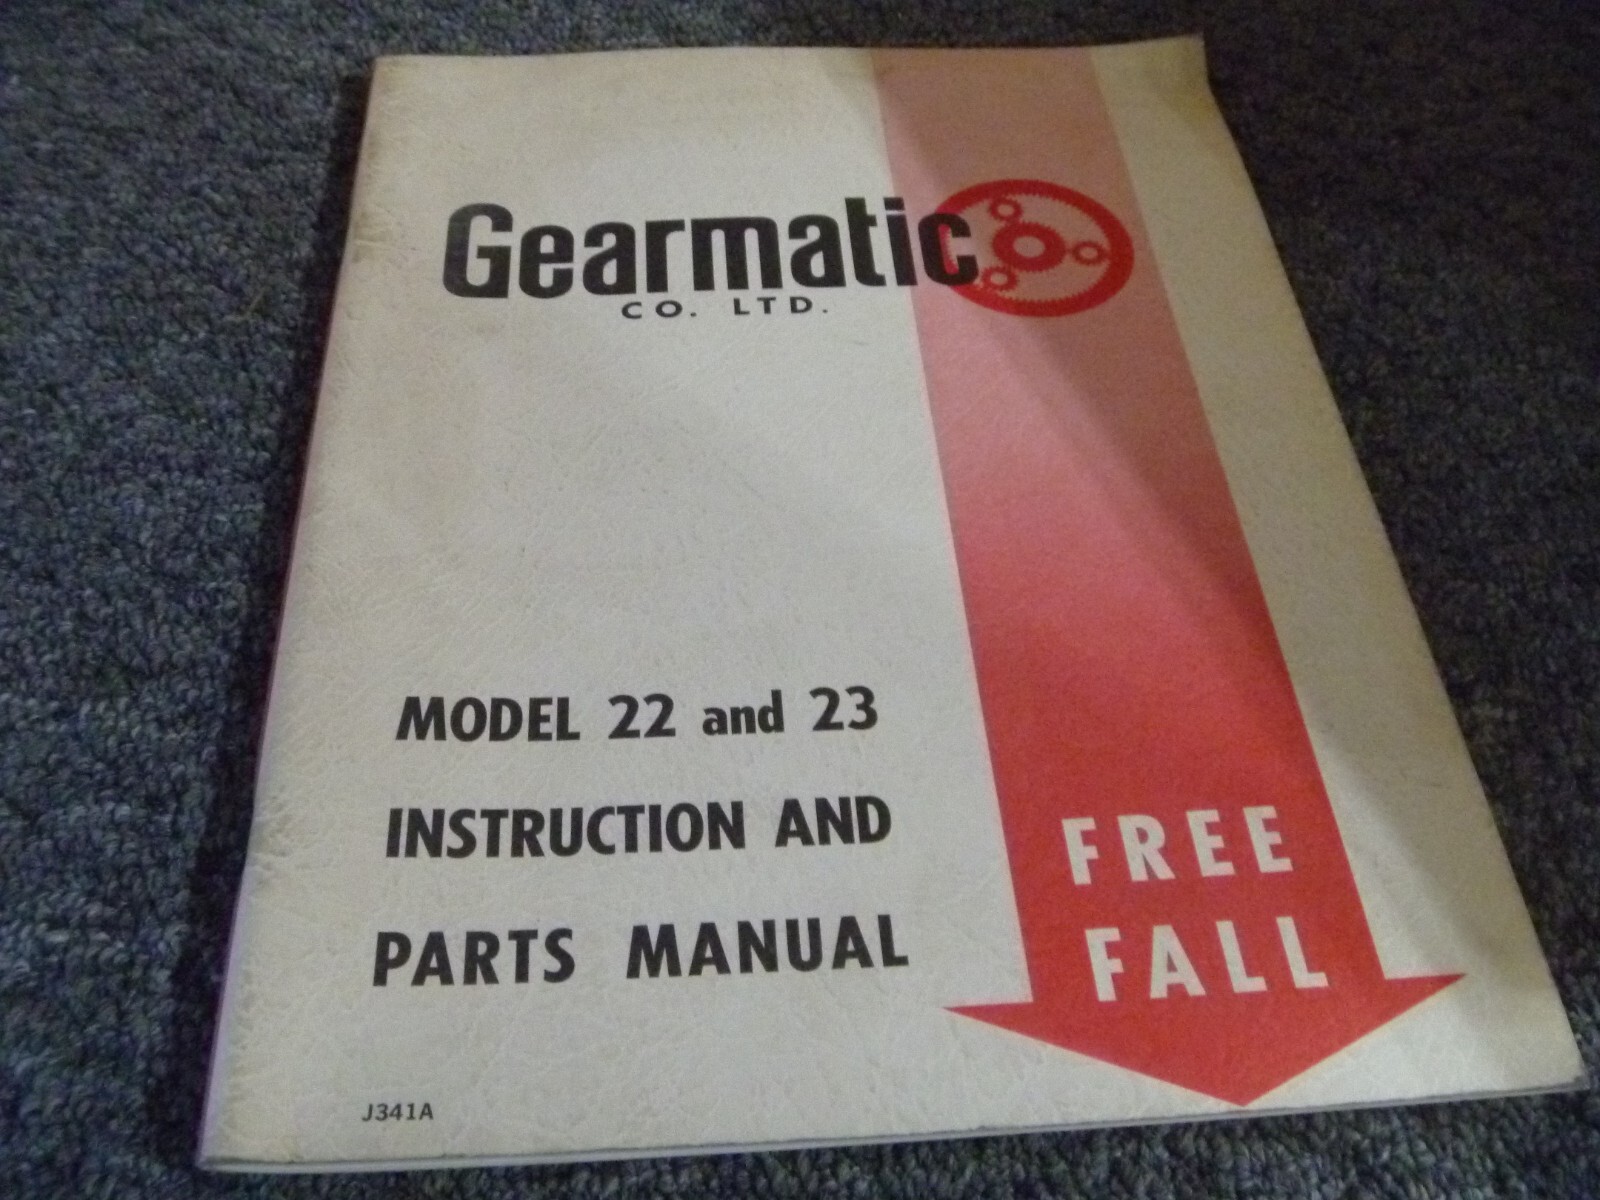 Gearmatic
CO. LTD.
MODEL 22 and 23
INSTRUCTION AND
PARTS MANUAL
FREE
FALL
J341A